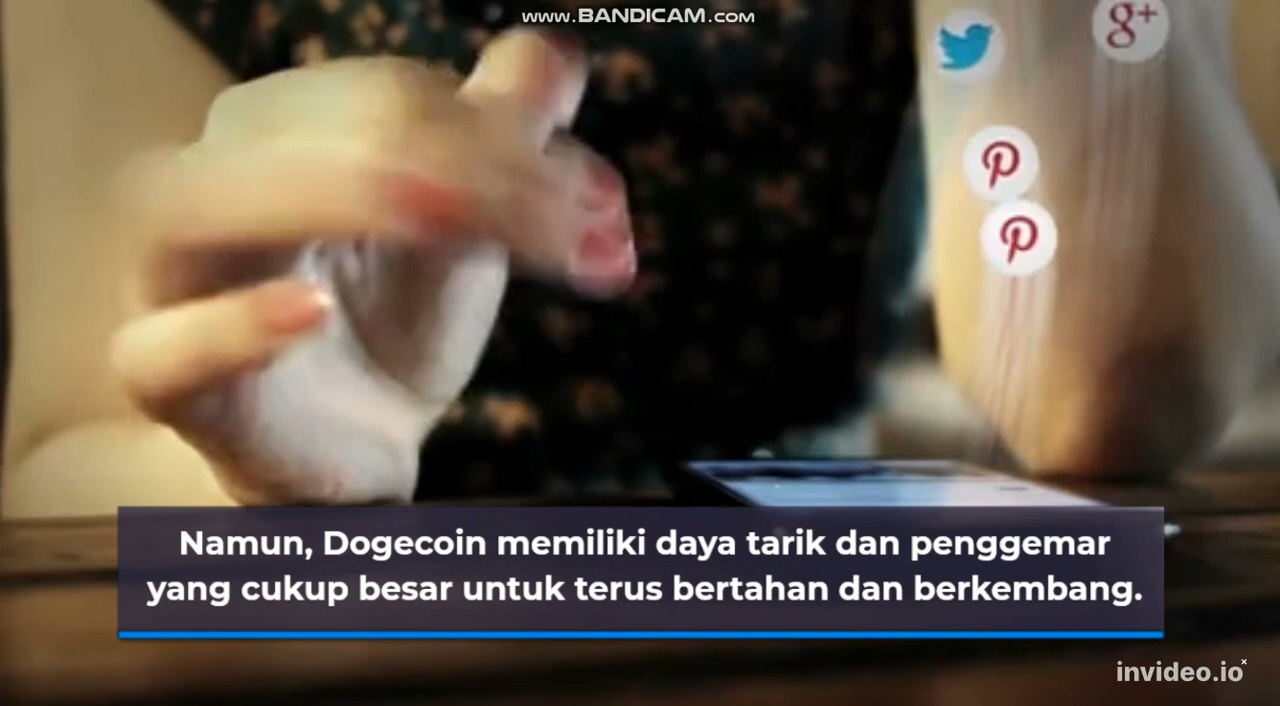 www.BANDICAM.com
g+
Namun, Dogecoin memiliki daya tarik dan penggemar
yang cukup besar untuk terus bertahan dan berkembang.
invideo.io